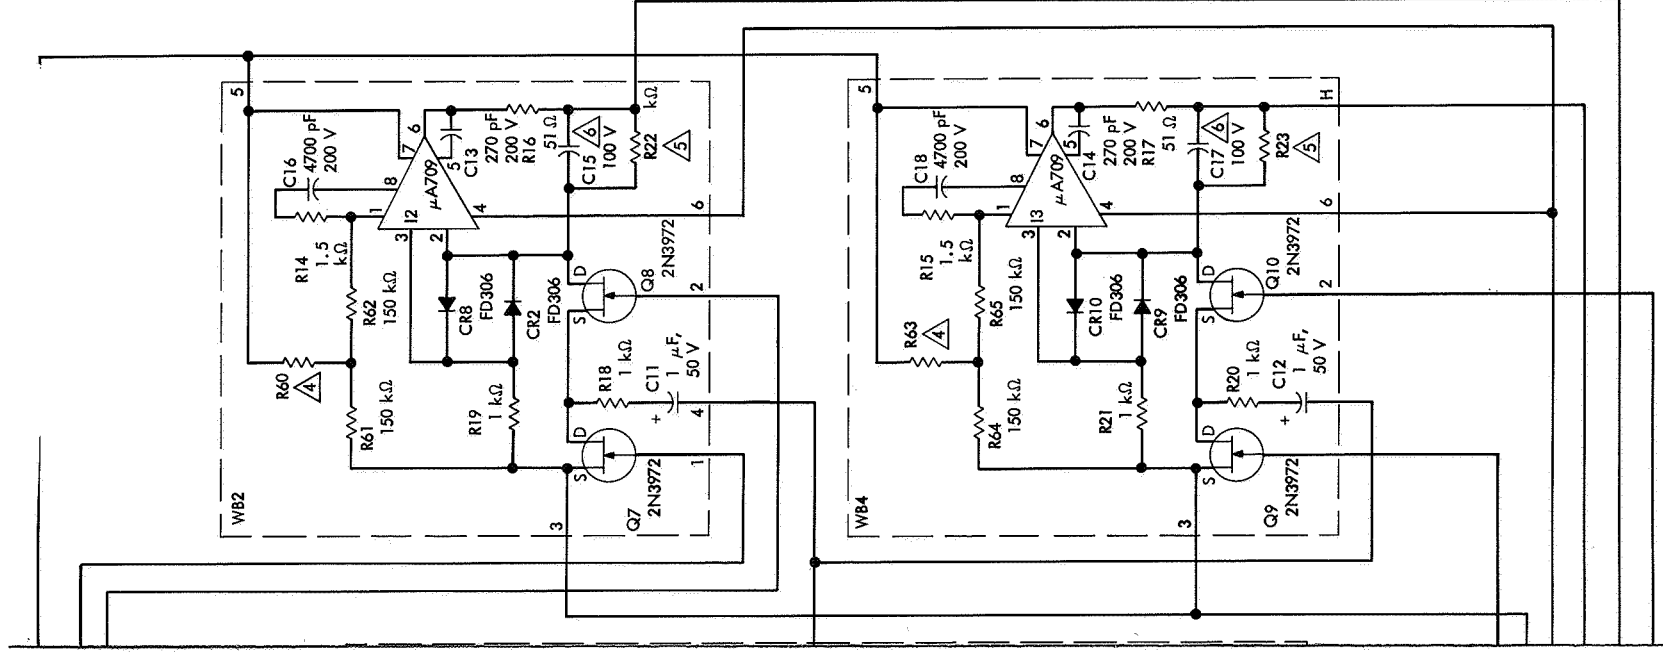 WB2
5
C16
4700 pF
200 V
7
6
8
μA709
1
12
3
2
4
5
C13
270 pF
200 V
R16
51 Ω
C15
6
100 V
kΩ
R22
5
R14
1.5
kΩ
R62
150 kΩ
R60
4
R61
150 kΩ
CR8
FD306
CR2
FD306
R19
1 kΩ
D
S
Q8
2N3972
R18
1 kΩ
C11
1 μF,
50 V
+
D
S
Q7
2N3972
6
2
4
1
3
WB4
5
C18
4700 pF
200 V
7
6
8
μA709
1
13
3
2
4
5
C14
270 pF
200 V
R17
51 Ω
C17
6
100 V
H
R23
5
R15
1.5
kΩ
R65
150 kΩ
R63
4
R64
150 kΩ
CR10
FD306
CR9
FD306
R21
1 kΩ
D
S
Q10
2N3972
R20
1 kΩ
C12
1 μF,
50 V
+
D
S
Q9
2N3972
6
2
3